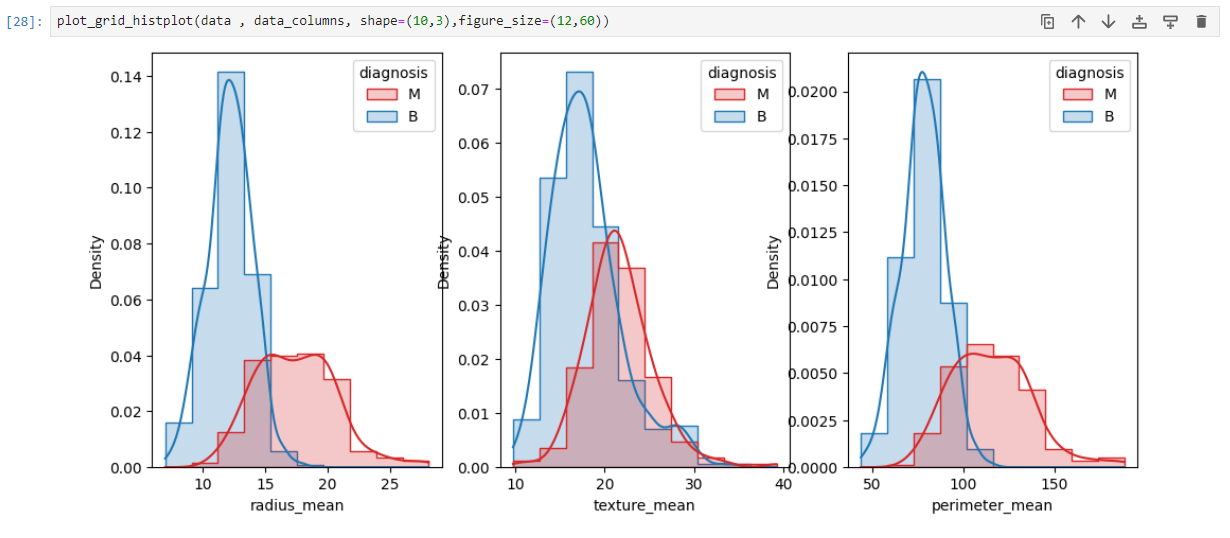 [28]: plot_grid_histplot(data , data_columns, shape=(10,3),figure_size=(12,60))
diagnosis
M
B
0.14
0.12
0.10
0.08
0.06
0.04
0.02
0.00
Density
10 15 20 25
radius_mean
diagnosis
M
B
0.07
0.06
0.05
0.04
0.03
0.02
0.01
0.00
Density
10 20 30 40
texture_mean
diagnosis
M
B
0.0200
0.0175
0.0150
0.0125
0.0100
0.0075
0.0050
0.0025
0.0000
Density
50 100 150
perimeter_mean